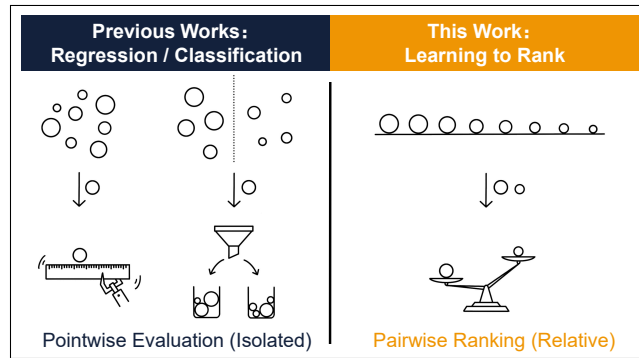 Previous Works：
Regression / Classification
This Work：
Learning to Rank
Pointwise Evaluation (Isolated)
Pairwise Ranking (Relative)